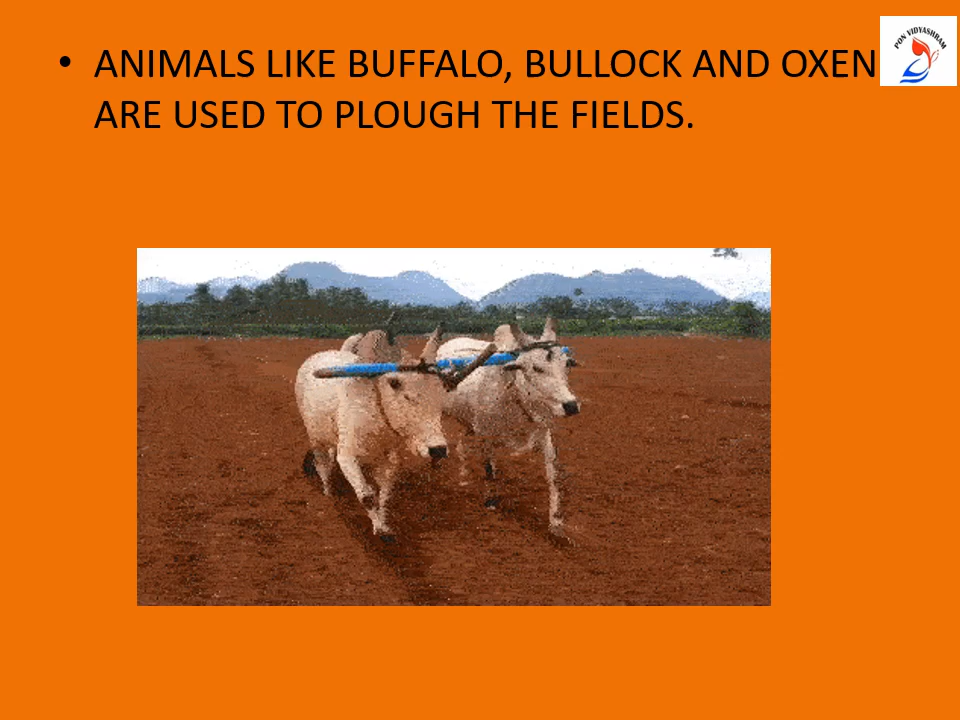 • ANIMALS LIKE BUFFALO, BULLOCK AND OXEN
ARE USED TO PLOUGH THE FIELDS.
PON VIDYASHRAM